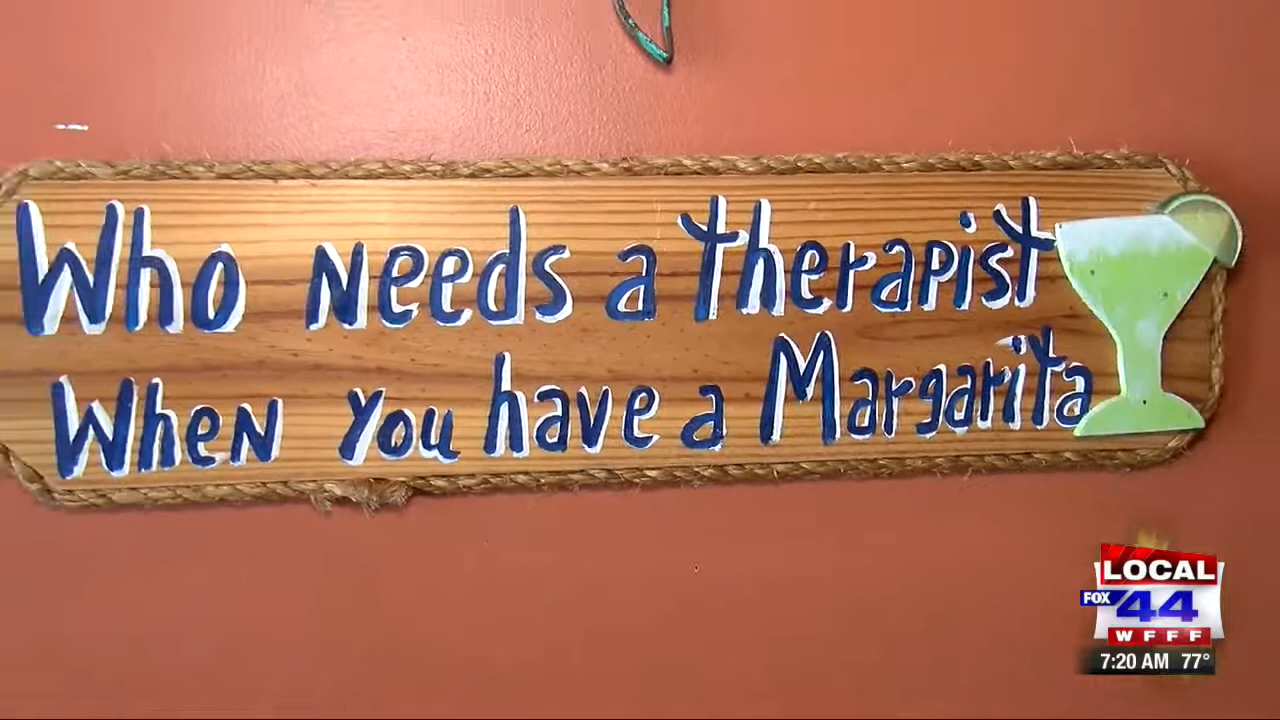 Who Needs a therapist
When You have a Margarita
LOCAL
FOX 44
WFFF
7:20 AM 77°